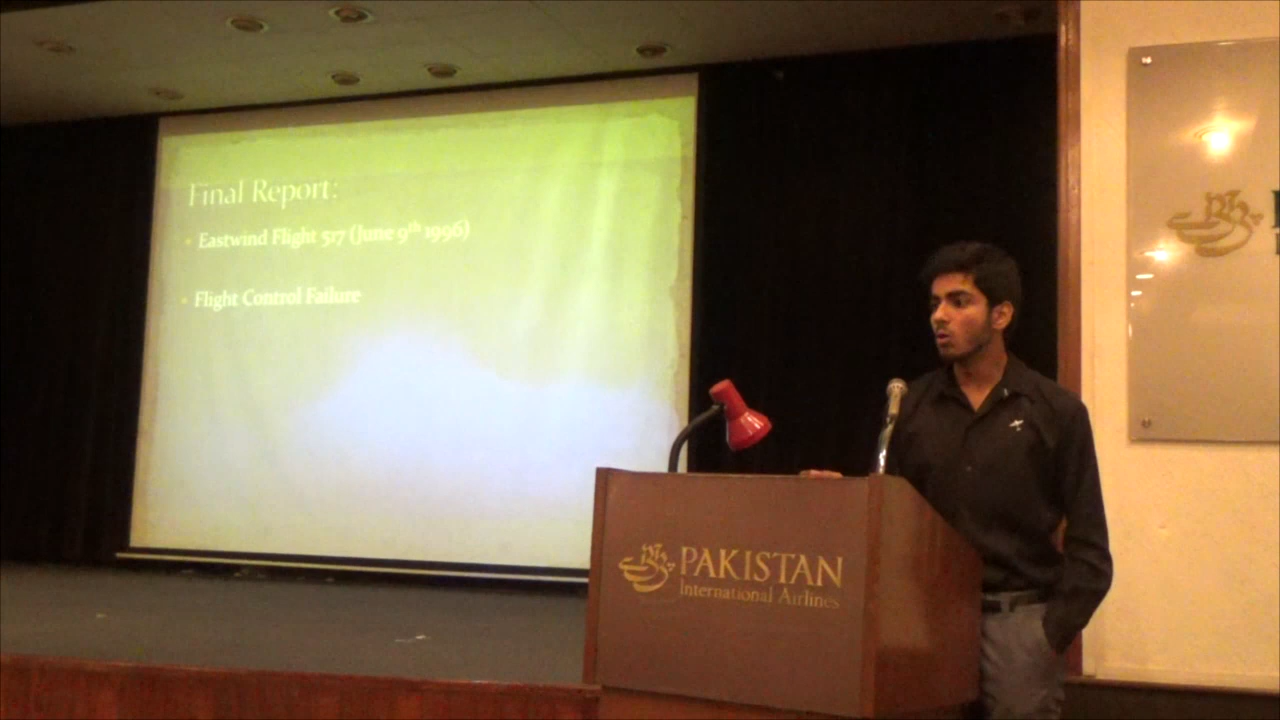 Final Report:
• Eastwind Flight 517 (June 9th 1996)
• Flight Control Failure
PAKISTAN
International Airlines